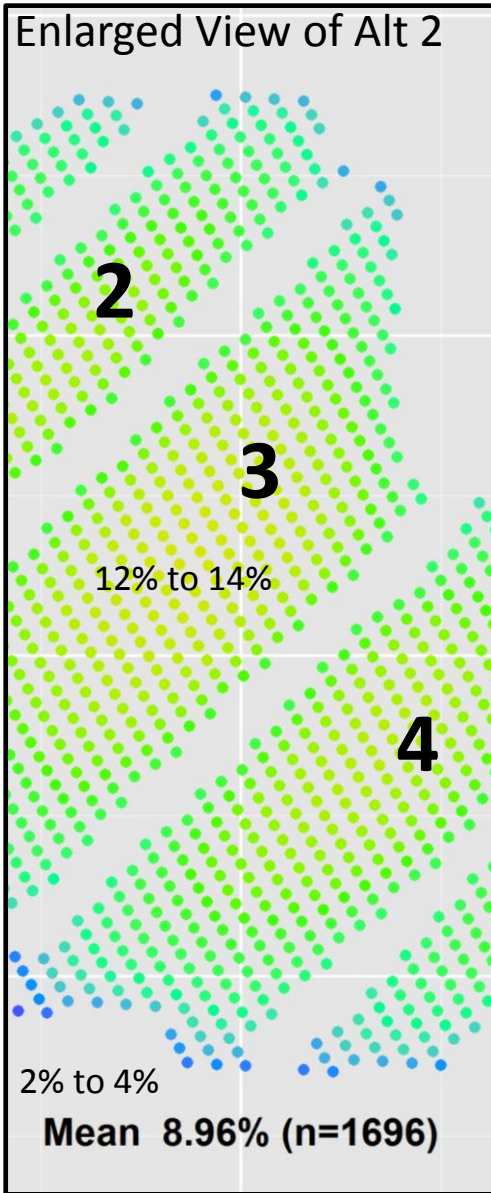 Enlarged View of Alt 2
2
3
12% to 14%
4
2% to 4%
Mean 8.96% (n=1696)